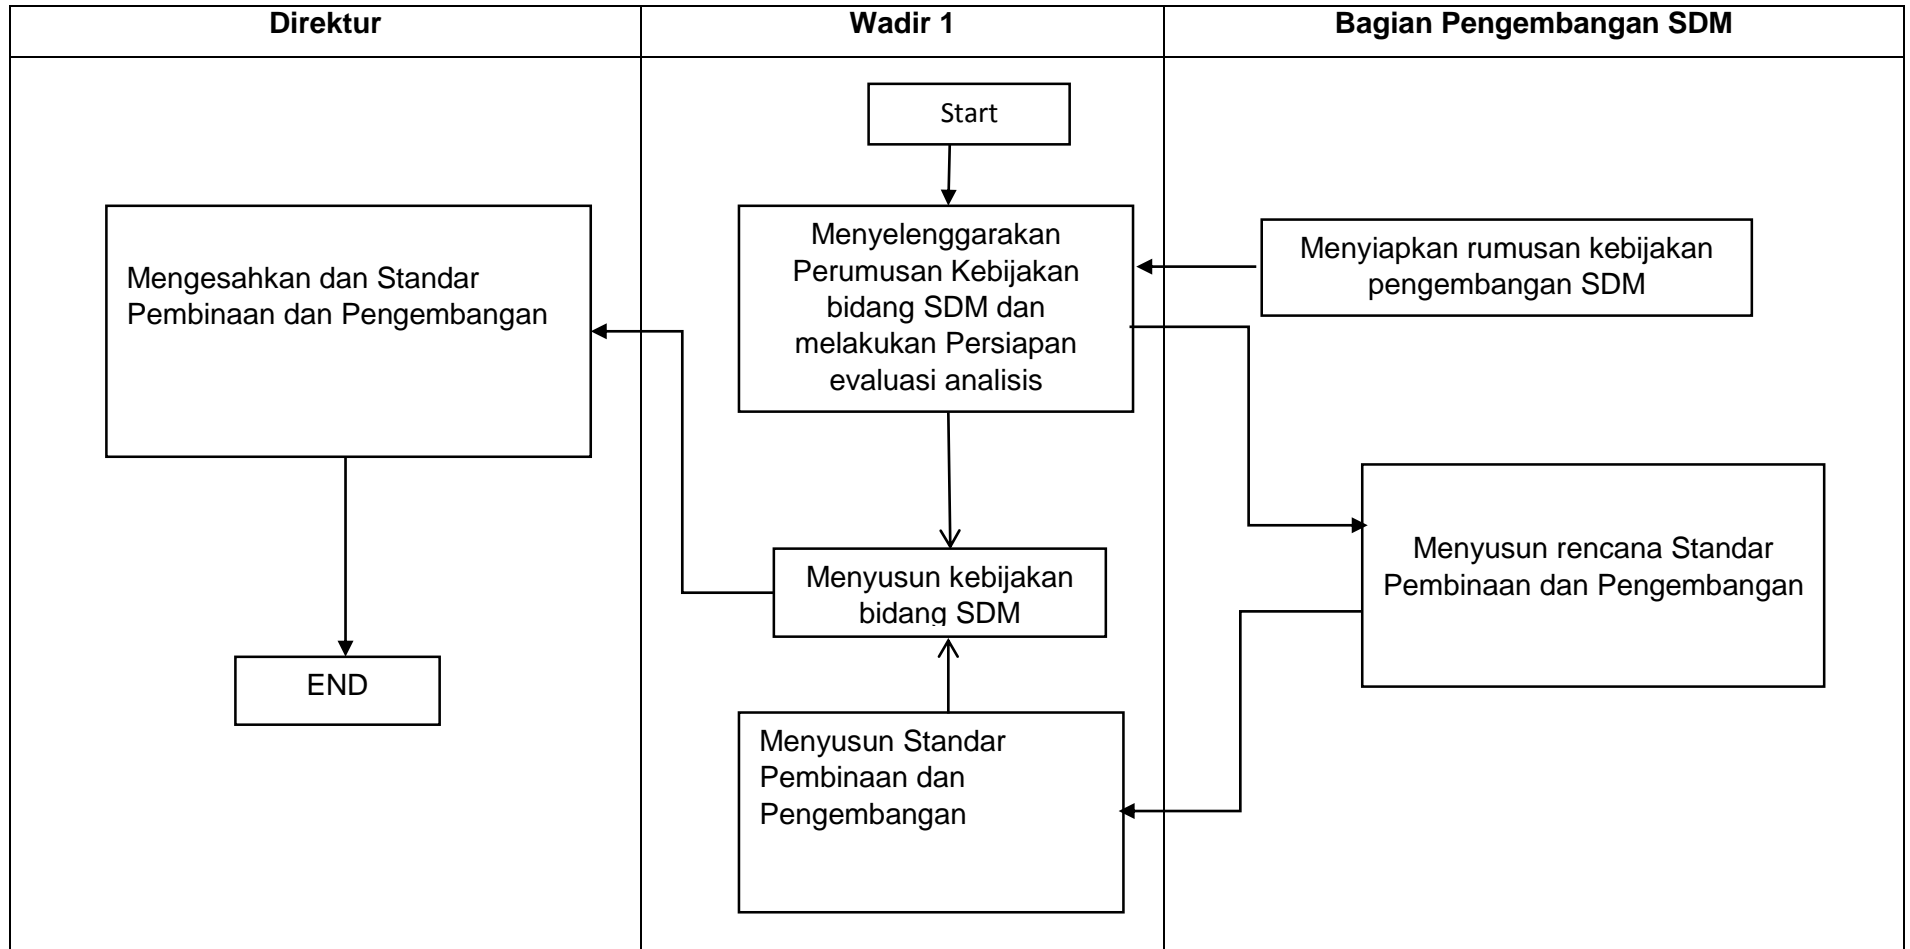 Direktur
Wadir 1
Bagian Pengembangan SDM
Start
Mengesahkan dan Standar
Pembinaan dan Pengembangan
Menyelenggarakan
Perumusan Kebijakan
bidang SDM dan
melakukan Persiapan
evaluasi analisis
Menyiapkan rumusan kebijakan
pengembangan SDM
Menyusun rencana Standar
Pembinaan dan Pengembangan
Menyusun kebijakan
bidang SDM
END
Menyusun Standar
Pembinaan dan
Pengembangan